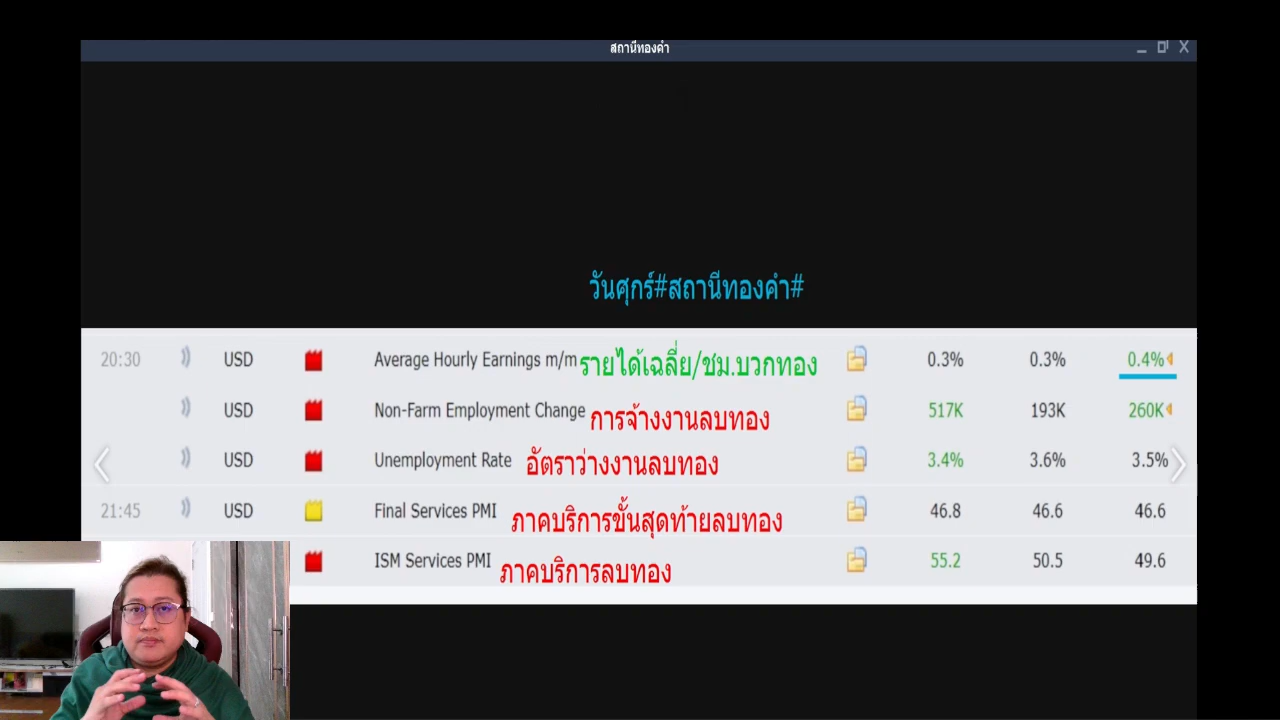 สถานีทองคำ
วันศุกร์#สถานีทองคำ#
20:30 USD Average Hourly Earnings m/m รายได้เฉลี่ย/ชม.บวกทอง 0.3% 0.3% 0.4%
USD Non-Farm Employment Change การจ้างงานลบทอง 517K 193K 260K
USD Unemployment Rate อัตราว่างงานลบทอง 3.4% 3.6% 3.5%
21:45 USD Final Services PMI ภาคบริการขั้นสุดท้ายลบทอง 46.8 46.6 46.6
ISM Services PMI ภาคบริการลบทอง 55.2 50.5 49.6